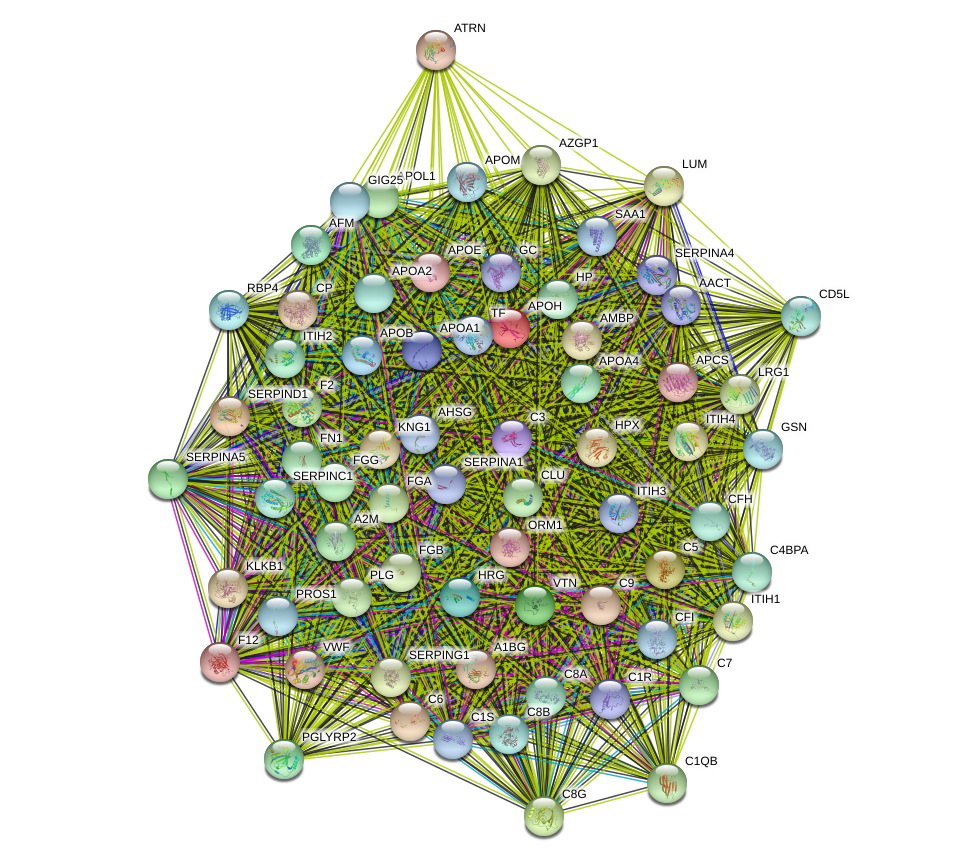 ATRN
AZGP1
APOM
LUM
GIG25
POL1
SAA1
AFM
APOE
GC
SERPINA4
APOA2
HP
AACT
RBP4
CP
CD5L
TF
APOH
AMBP
APOB
APOA1
ITIH2
APOA4
APCS
LRG1
SERPIND1
F2
AHSG
C3
HPX
ITIH4
GSN
KNG1
FN1
SERPINA5
FGG
SERPINA1
SERPINC1
FGA
CLU
ITIH3
CFH
A2M
ORM1
C5
C4BPA
FGB
KLKB1
PLG
HRG
VTN
C9
PROS1
ITIH1
CFI
F12
VWF
SERPING1
A1BG
C8A
C1R
C7
C6
C1S
C8B
PGLYRP2
C1QB
C8G